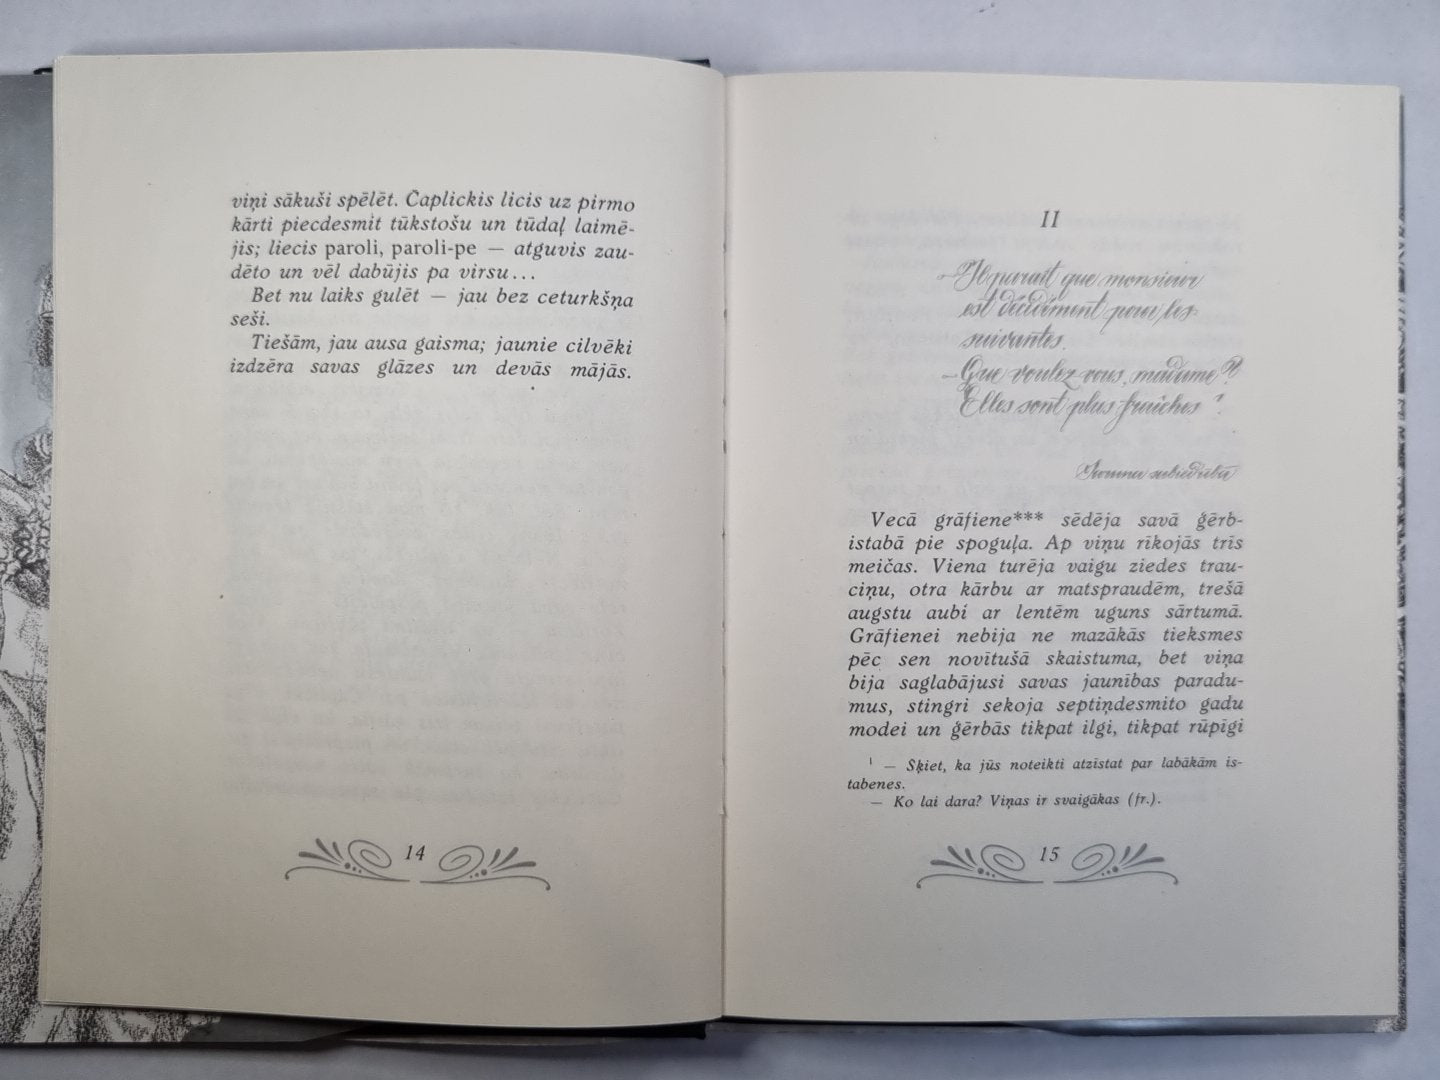 viņi sākuši spēlēt. Čaplickis licis uz pirmo
kārti piecdesmit tūkstošu un tūdaļ laimē-
jis; liecis paroli, paroli-pe — atguvis zau-
dēto un vēl dabūjis pa virsu...
Bet nu laiks gulēt — jau bez ceturkšņa
seši.
Tiešām, jau ausa gaisma; jaunie cilvēki
izdzēra savas glāzes un devās mājās.
14
II
— Il parait que monsieur
est décidément pour les
suivantes.
— Que voulez-vous, madame?
Elles sont plus fraîches ¹.
sabiedrībā
Vecā grāfiene*** sēdēja savā ģērb-
istabā pie spoguļa. Ap viņu rīkojās trīs
meičas. Viena turēja vaigu ziedes trau-
ciņu, otra kārbu ar matspraudēm, trešā
augstu aubi ar lentēm uguns sārtumā.
Grāfienei nebija ne mazākās tieksmes
pēc sen novītušā skaistuma, bet viņa
bija saglabājusi savas jaunības paradu-
mus, stingri sekoja septiņdesmito gadu
modei un ģērbās tikpat ilgi, tikpat rūpīgi
¹ — Šķiet, ka jūs noteikti atzīstat par labākām is-
tabenes.
— Ko lai dara? Viņas ir svaigākas (fr.).
15